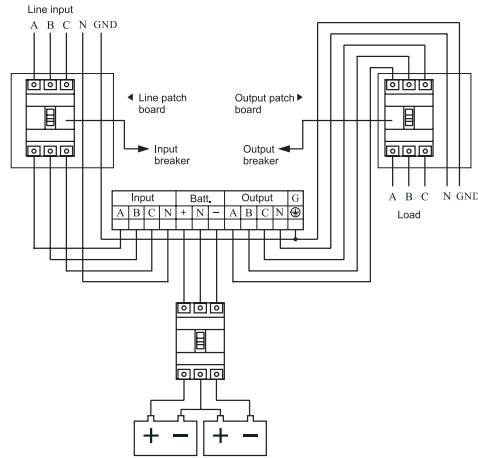 Line input
A B C N GND
◀ Line patch board
Output patch ▶ board
Input breaker
Output breaker
Input Batt. Output G
A B C N + N − A B C N ⏚
A B C N GND
Load
+ − + −